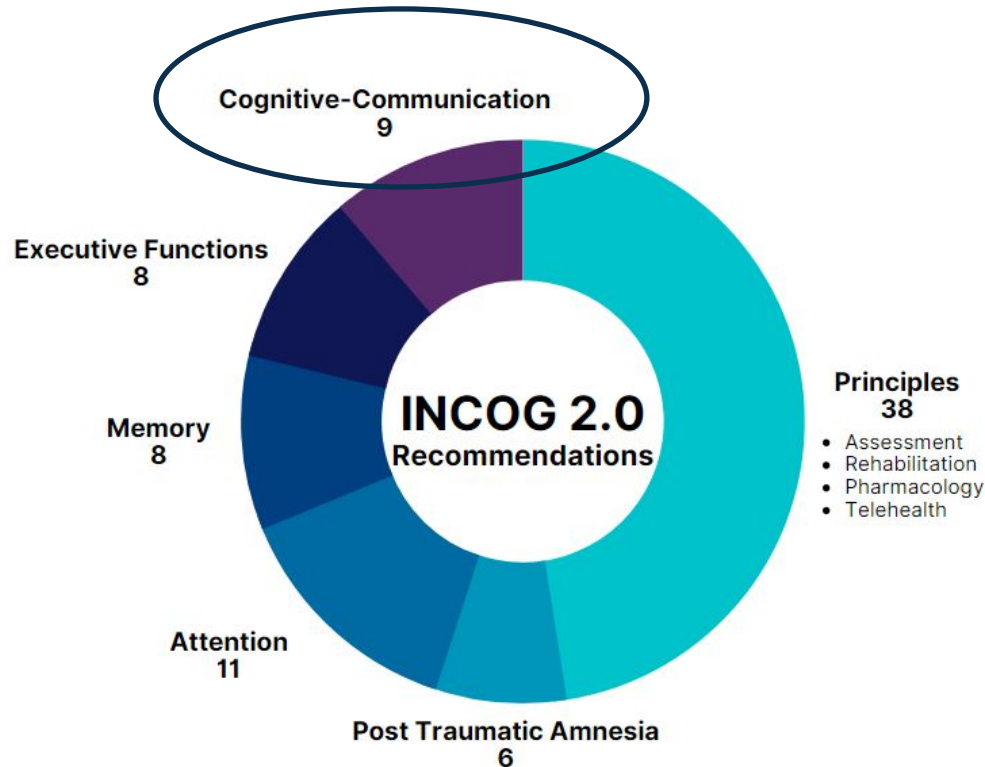 Cognitive-Communication
9
Executive Functions
8
Memory
8
Attention
11
Post Traumatic Amnesia
6
INCOG 2.0
Recommendations
Principles
38
• Assessment
• Rehabilitation
• Pharmacology
• Telehealth